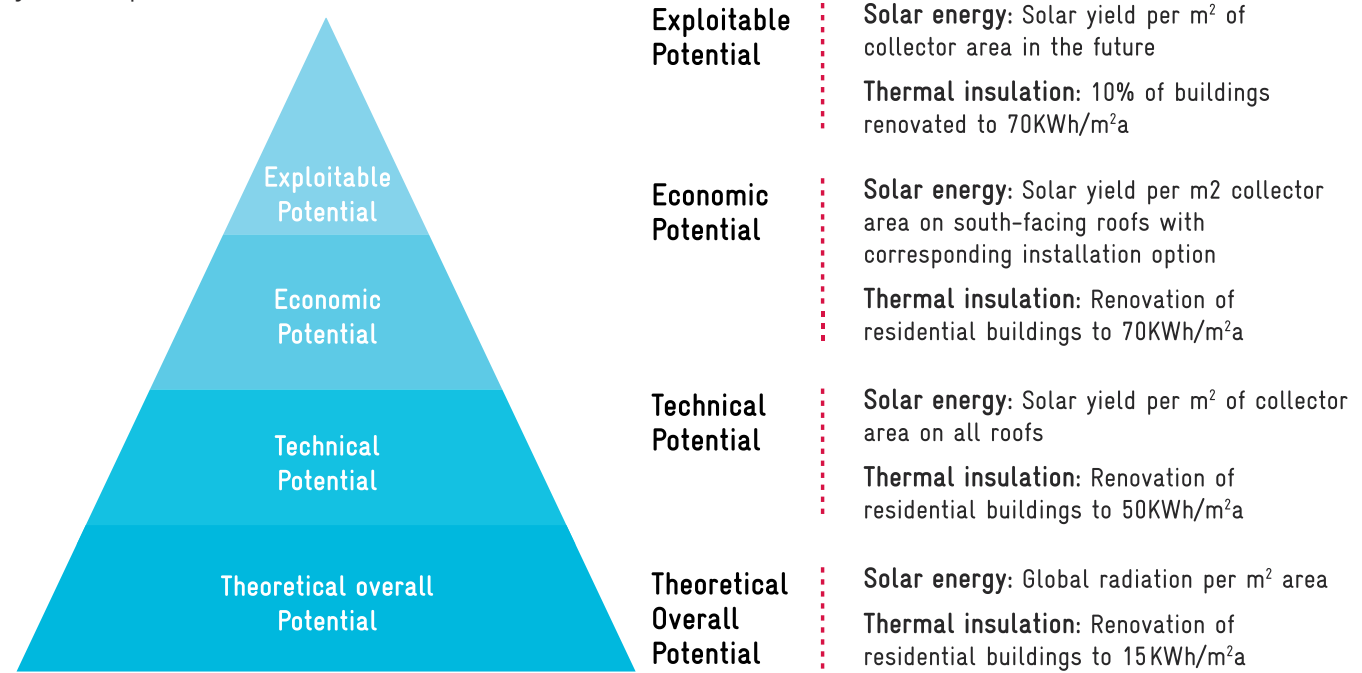 Exploitable
Potential
Economic
Potential
Technical
Potential
Theoretical overall
Potential
Exploitable
Potential
Solar energy: Solar yield per m² of
collector area in the future
Thermal insulation: 10% of buildings
renovated to 70KWh/m²a
Economic
Potential
Solar energy: Solar yield per m2 collector
area on south-facing roofs with
corresponding installation option
Thermal insulation: Renovation of
residential buildings to 70KWh/m²a
Technical
Potential
Solar energy: Solar yield per m² of collector
area on all roofs
Thermal insulation: Renovation of
residential buildings to 50KWh/m²a
Theoretical
Overall
Potential
Solar energy: Global radiation per m² area
Thermal insulation: Renovation of
residential buildings to 15KWh/m²a